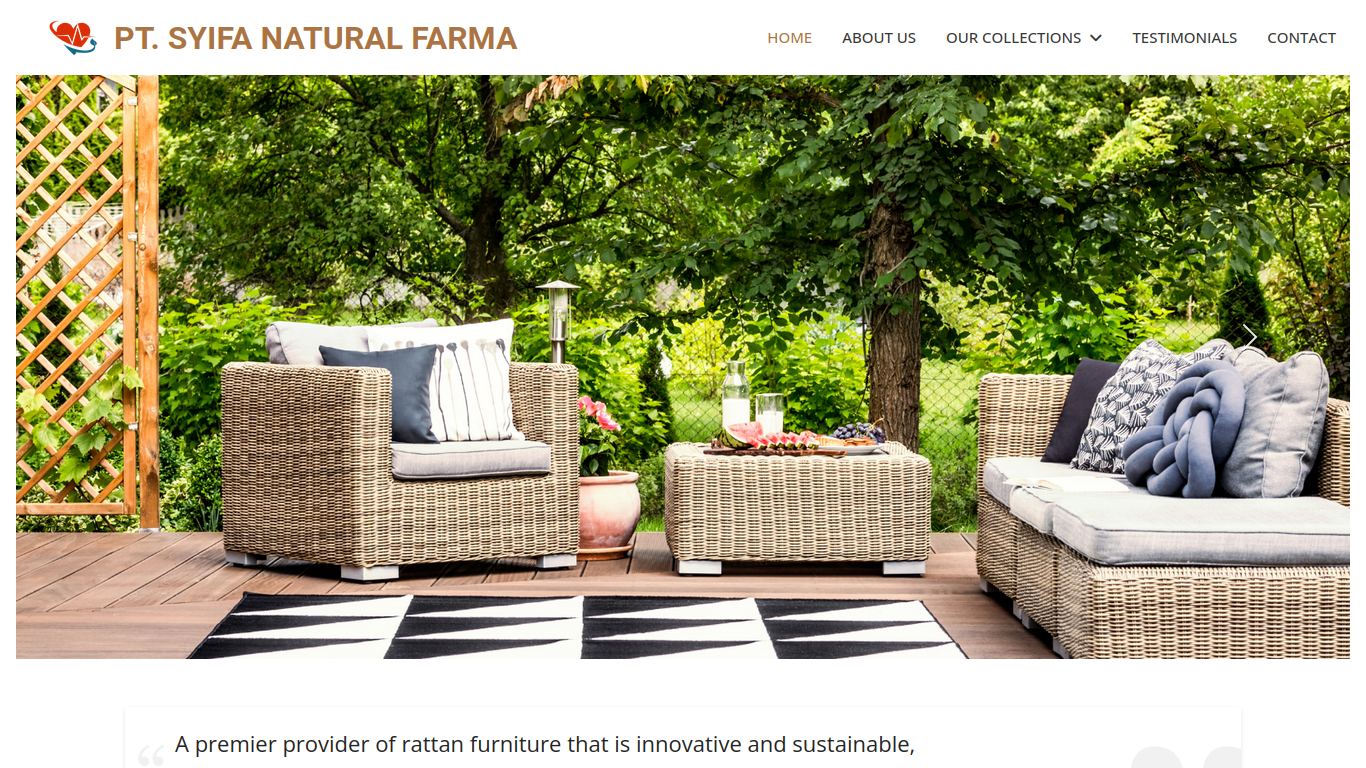 PT. SYIFA NATURAL FARMA
HOME
ABOUT US
OUR COLLECTIONS
TESTIMONIALS
CONTACT
A premier provider of rattan furniture that is innovative and sustainable,